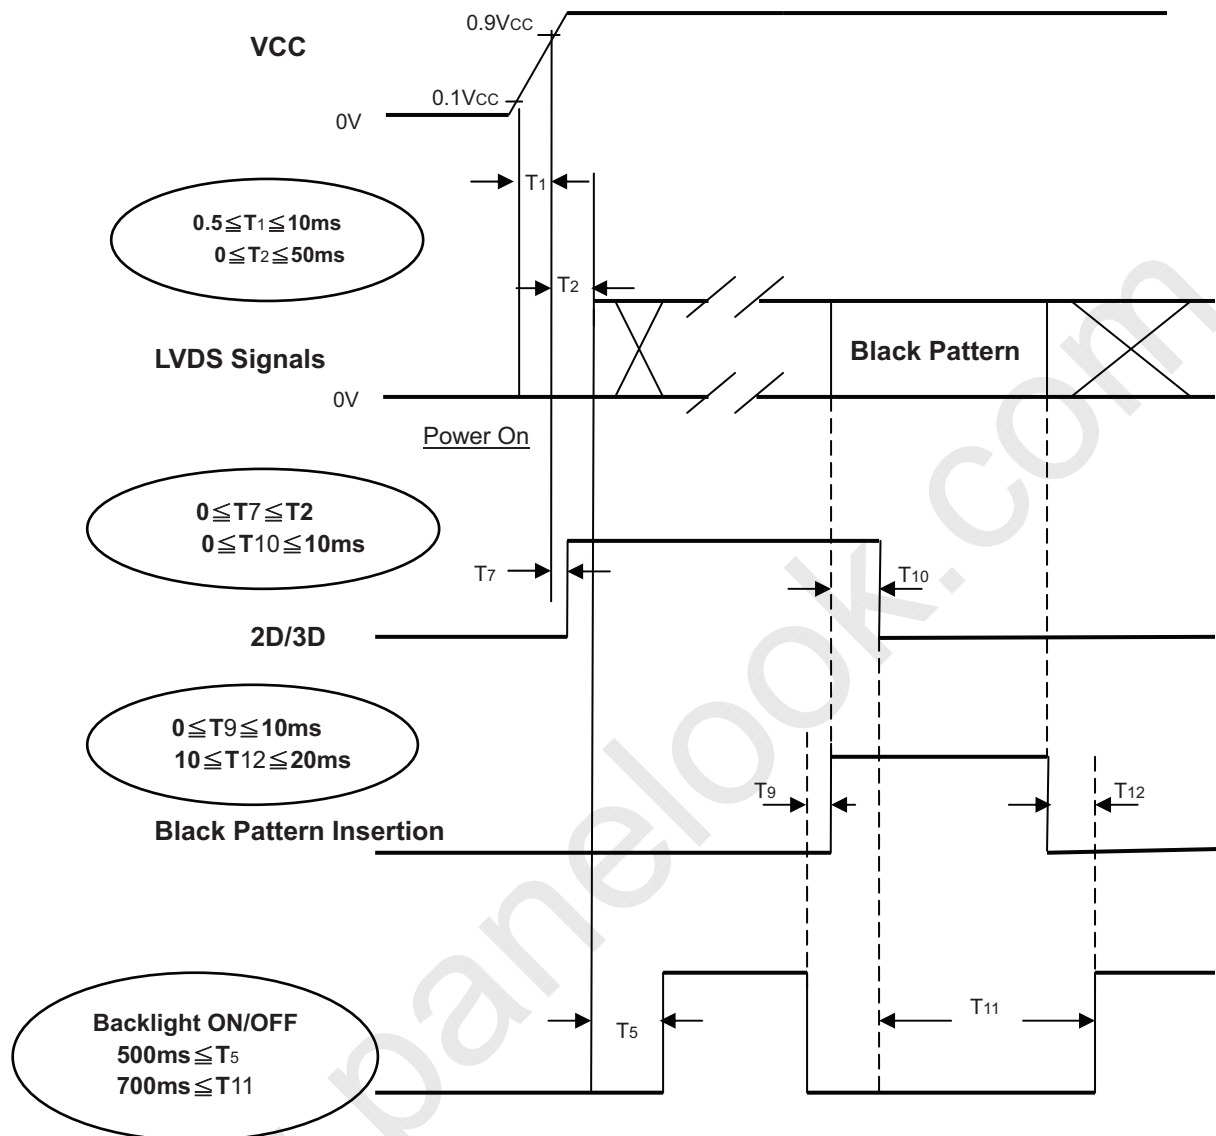 0.9Vcc
VCC
0.1Vcc
0V
T1
0.5≦T1≦10ms
0≦T2≦50ms
T2
LVDS Signals
Black Pattern
0V
Power On
0≦T7≦T2
0≦T10≦10ms
T7
T10
2D/3D
0≦T9≦10ms
10≦T12≦20ms
T9
T12
Black Pattern Insertion
Backlight ON/OFF
500ms≦T5
700ms≦T11
T5
T11
panelook.com